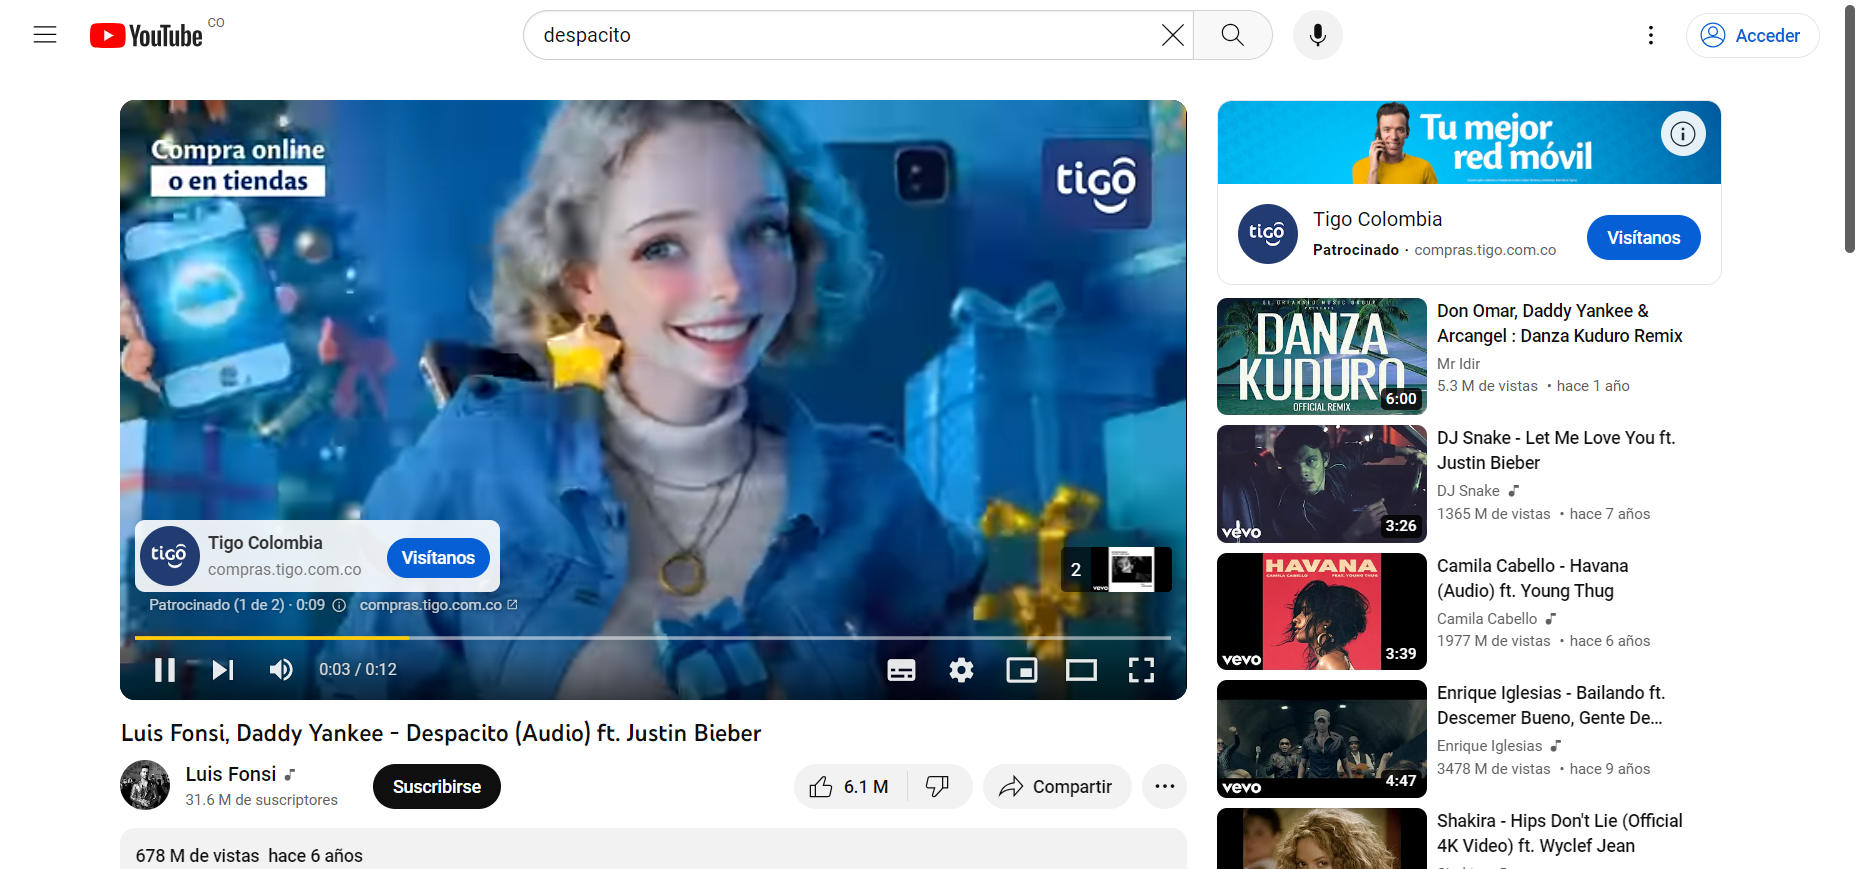 YouTube CO
despacito
Acceder
Compra online
o en tiendas
tigo
Tigo Colombia
compras.tigo.com.co
Visítanos
2
vevo
Patrocinado (1 de 2) · 0:09
compras.tigo.com.co
0:03 / 0:12
Luis Fonsi, Daddy Yankee - Despacito (Audio) ft. Justin Bieber
Luis Fonsi
31.6 M de suscriptores
Suscribirse
6.1 M
Compartir
678 M de vistas hace 6 años
Tu mejor
red móvil
tigo
Tigo Colombia
Patrocinado · compras.tigo.com.co
Visítanos
DANZA
KUDURO
OFFICIAL REMIX
6:00
Don Omar, Daddy Yankee &
Arcangel : Danza Kuduro Remix
Mr Idir
5.3 M de vistas • hace 1 año
vevo
3:26
DJ Snake - Let Me Love You ft.
Justin Bieber
DJ Snake
1365 M de vistas • hace 7 años
HAVANA
CAMILA CABELLO FEAT. YOUNG THUG
vevo
3:39
Camila Cabello - Havana
(Audio) ft. Young Thug
Camila Cabello
1977 M de vistas • hace 6 años
vevo
4:47
Enrique Iglesias - Bailando ft.
Descemer Bueno, Gente De...
Enrique Iglesias
3478 M de vistas • hace 9 años
Shakira - Hips Don't Lie (Official
4K Video) ft. Wyclef Jean